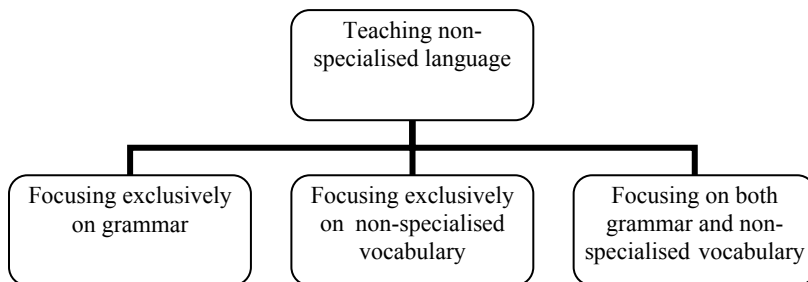 Teaching non-
specialised language
Focusing exclusively
on grammar
Focusing exclusively
on non-specialised
vocabulary
Focusing on both
grammar and non-
specialised vocabulary